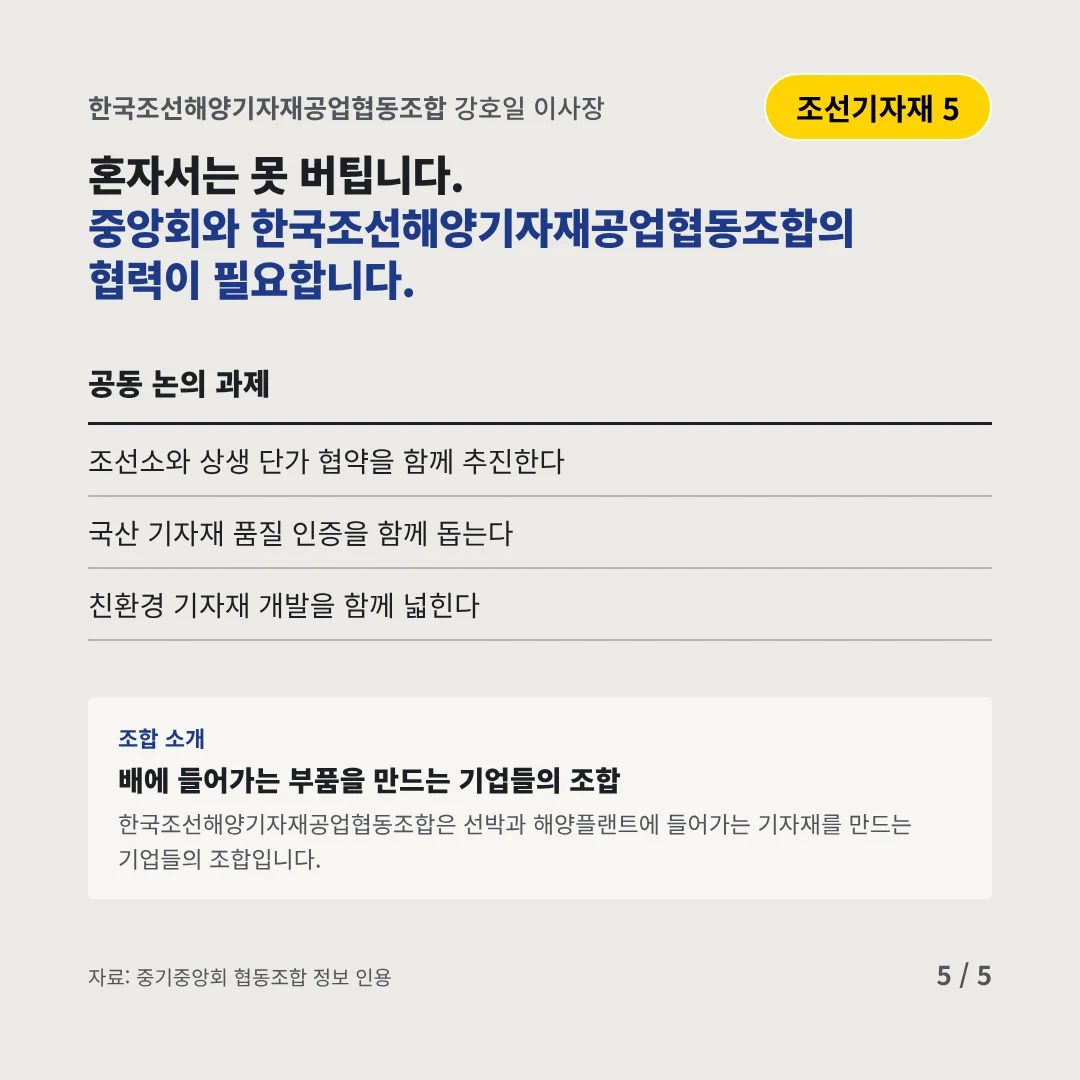 한국조선해양기자재공업협동조합 강호일 이사장
조선기자재 5
혼자서는 못 버팁니다.
중앙회와 한국조선해양기자재공업협동조합의
협력이 필요합니다.
공동 논의 과제
조선소와 상생 단가 협약을 함께 추진한다
국산 기자재 품질 인증을 함께 돕는다
친환경 기자재 개발을 함께 넓힌다
조합 소개
배에 들어가는 부품을 만드는 기업들의 조합
한국조선해양기자재공업협동조합은 선박과 해양플랜트에 들어가는 기자재를 만드는
기업들의 조합입니다.
자료: 중기중앙회 협동조합 정보 인용
5 / 5